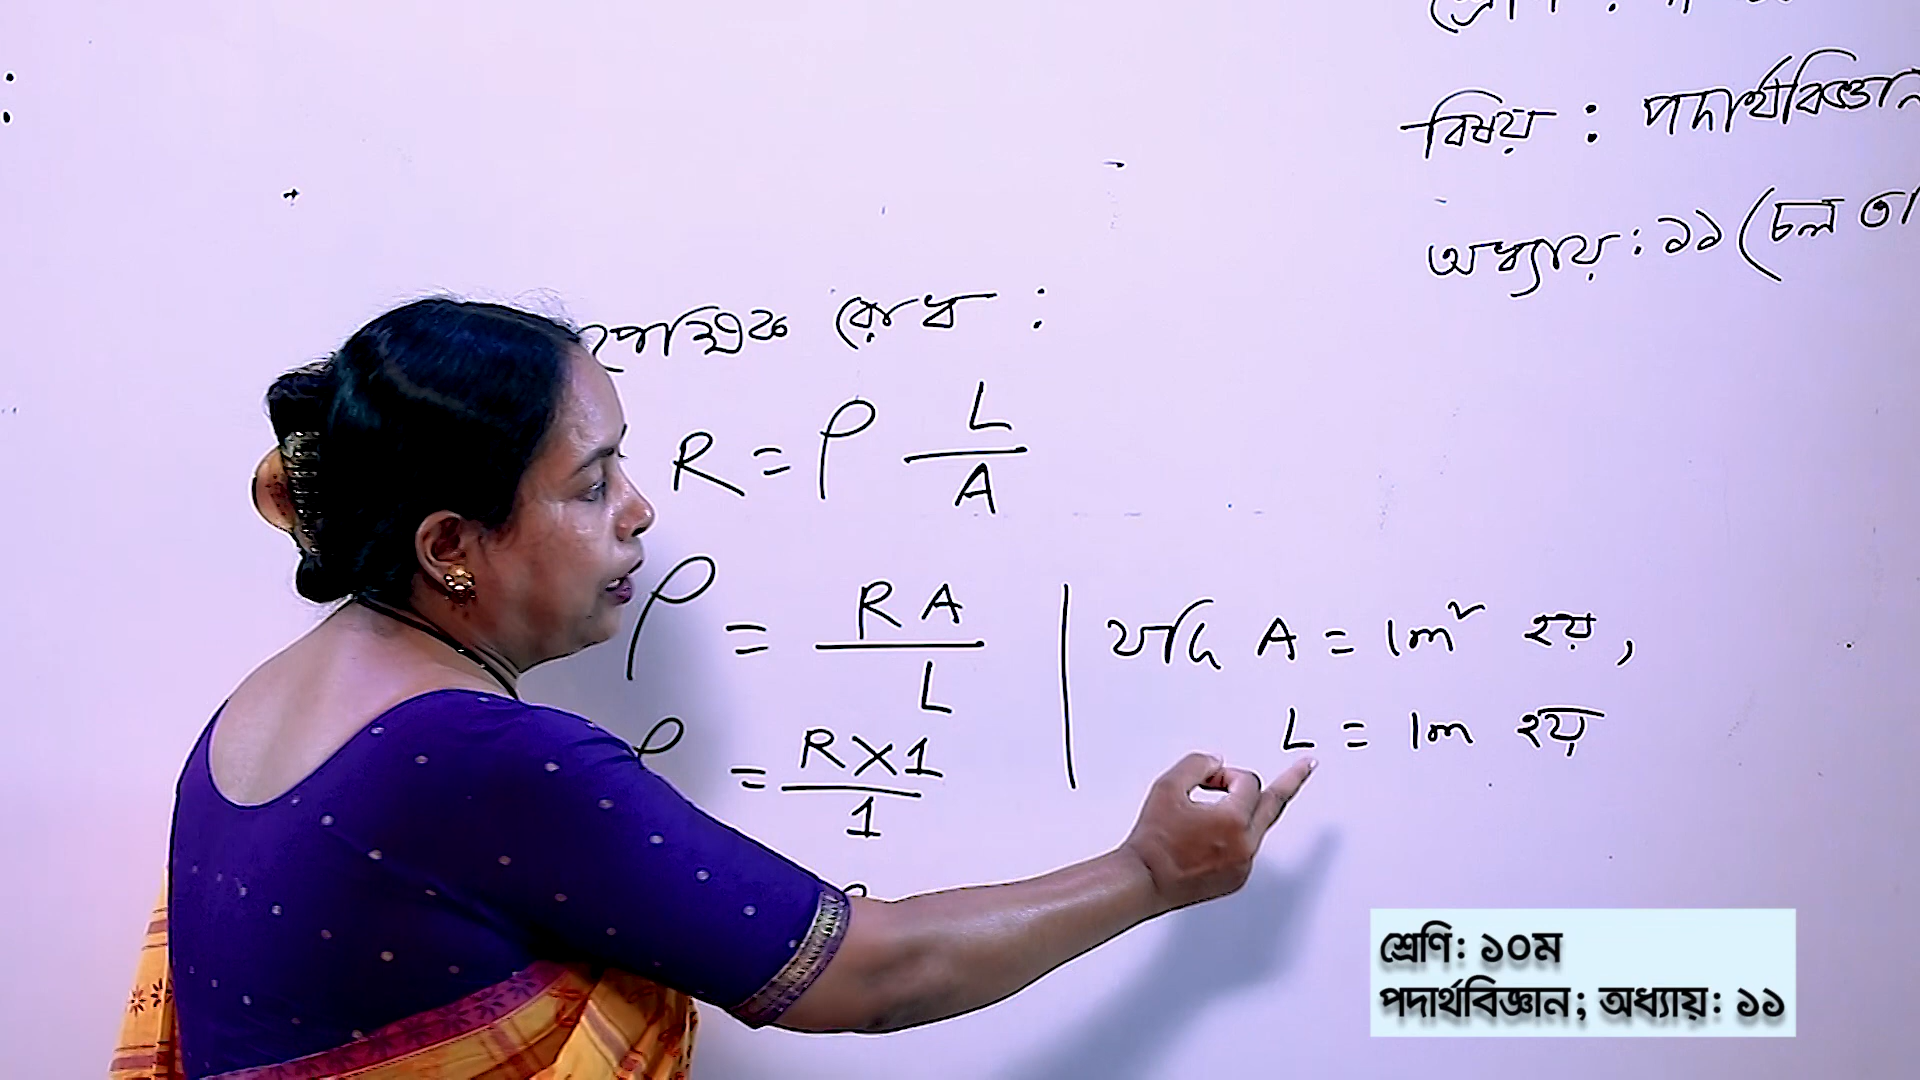 বিষয় : পদার্থবিজ্ঞান
অধ্যায় : ১১ (চল
রোধ :
R = ρ L/A
ρ = RA/L | যদি A = 1m² হয়,
L = 1m হয়
ρ = R×1/1
শ্রেণি: ১০ম
পদার্থবিজ্ঞান; অধ্যায়: ১১